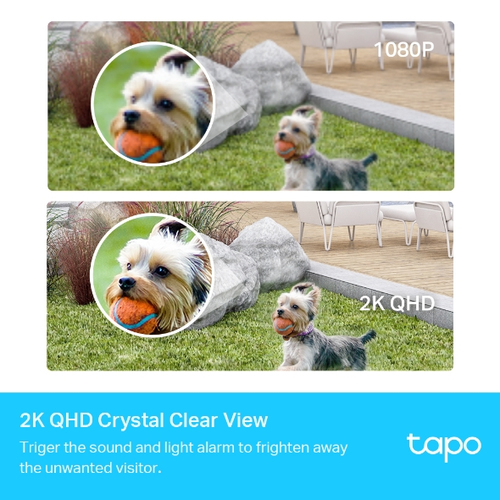 1080P
2K QHD
2K QHD Crystal Clear View
Triger the sound and light alarm to frighten away
the unwanted visitor.
tapo